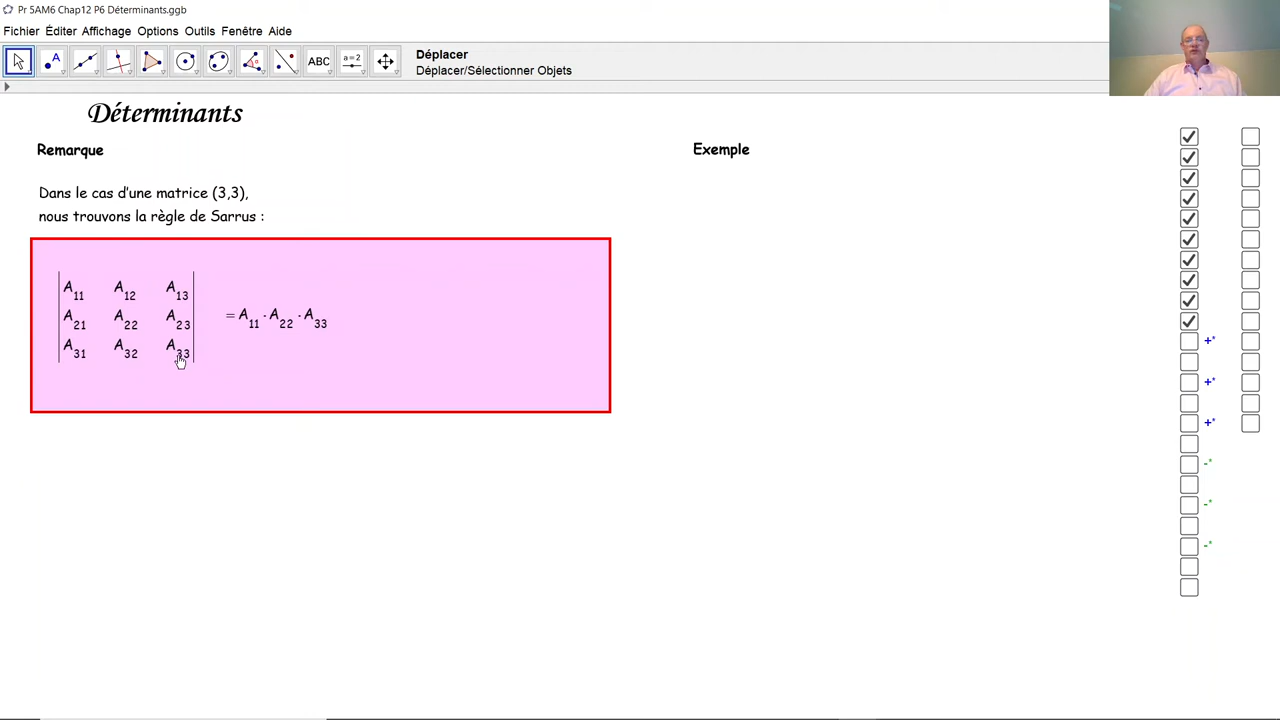 Pr 5AM6 Chap12 P6 Déterminants.ggb
Fichier Éditer Affichage Options Outils Fenêtre Aide
A ABC a=2
Déplacer
Déplacer/Sélectionner Objets
Déterminants
Remarque
Dans le cas d'une matrice (3,3),
nous trouvons la règle de Sarrus :
A11 A12 A13
A21 A22 A23 = A11 · A22 · A33
A31 A32 A33
Exemple
+*
+*
+*
-*
-*
-*